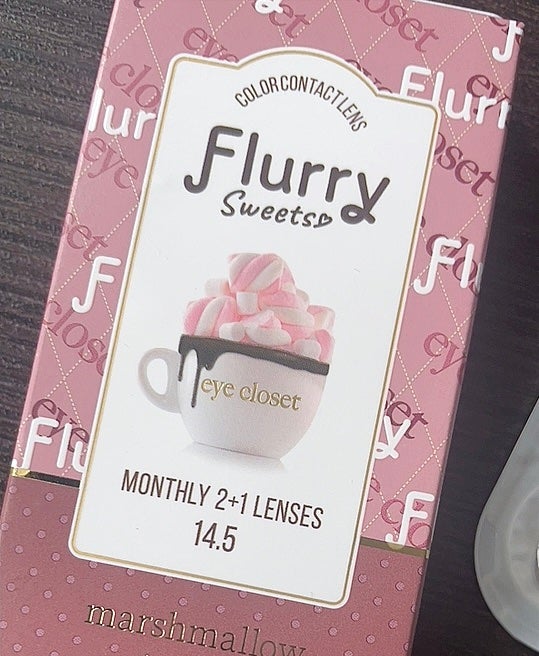 COLOR CONTACT LENS
Flurry
Sweets
eye closet
MONTHLY 2+1 LENSES
14.5
marshmallow